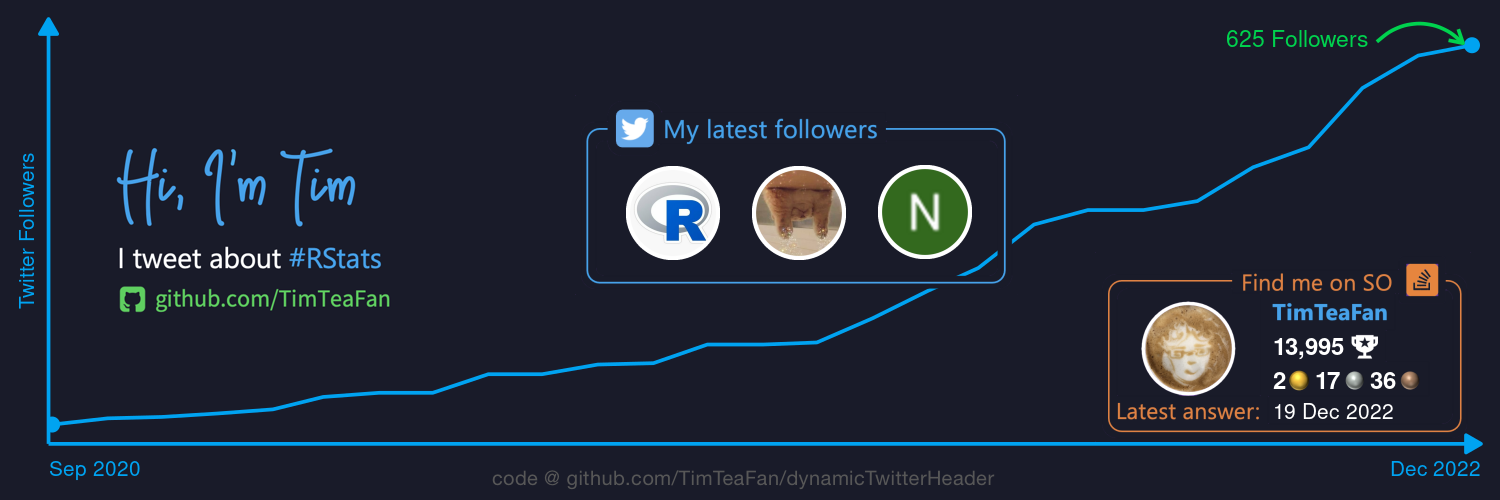 625 Followers
My latest followers
Hi, I'm Tim
I tweet about #RStats
github.com/TimTeaFan
Twitter Followers
R
N
Find me on SO
TimTeaFan
13,995
2 17 36
Latest answer: 19 Dec 2022
Sep 2020
Dec 2022
code @ github.com/TimTeaFan/dynamicTwitterHeader